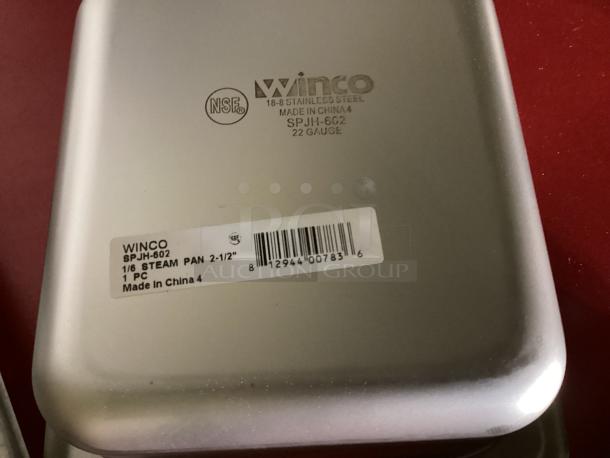 Winco
NSF®
18-8 STAINLESS STEEL
MADE IN CHINA 4
SPJH-602
22 GAUGE
WINCO
NSF
SPJH-602
1/6 STEAM PAN 2-1/2"
1 PC
Made in China 4
8 12944 00783 6
AUCTION GROUP